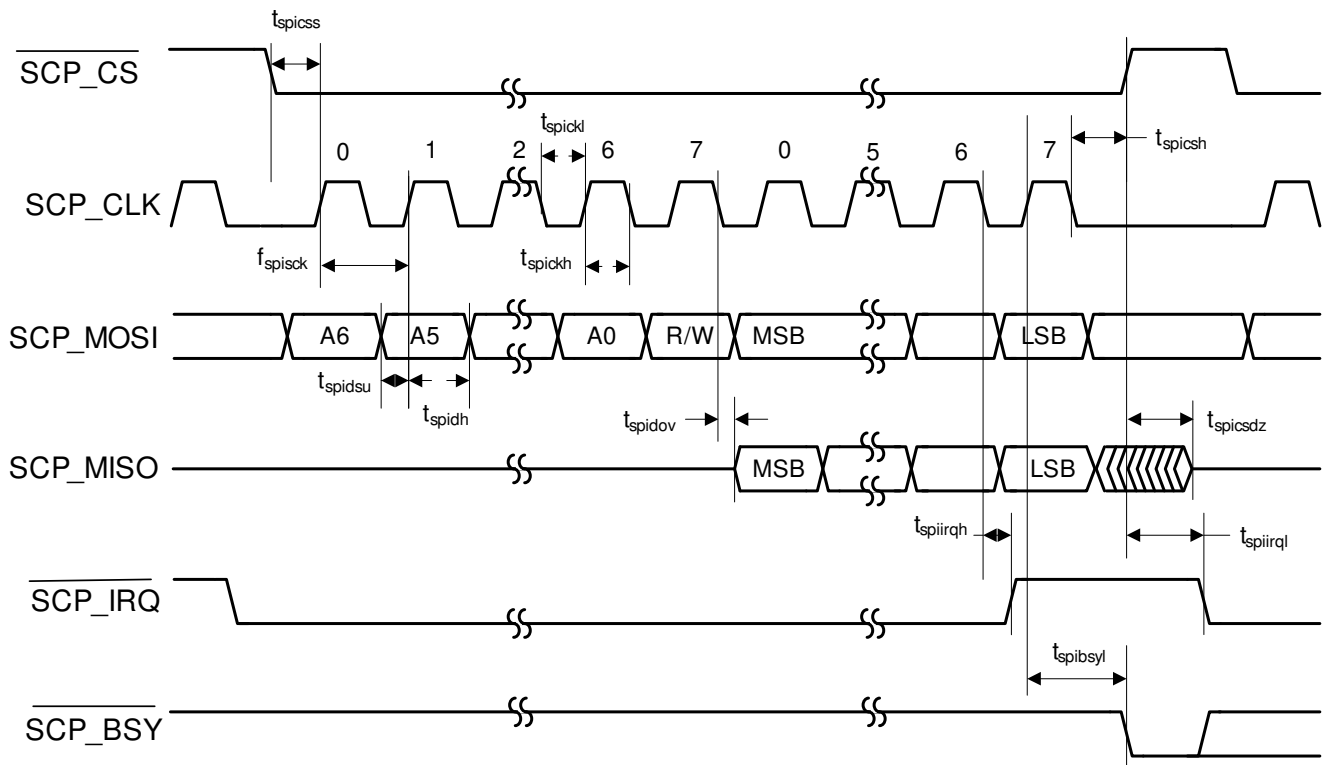 t_spicss
SCP_CS
t_spickl
0 1 2 6 7 0 5 6 7
t_spicsh
SCP_CLK
f_spisck
t_spickh
SCP_MOSI
A6 A5 A0 R/W MSB LSB
t_spidsu
t_spidh
t_spidov
t_spicsdz
SCP_MISO
MSB LSB
t_spiirqh
t_spiirql
SCP_IRQ
t_spibsyl
SCP_BSY